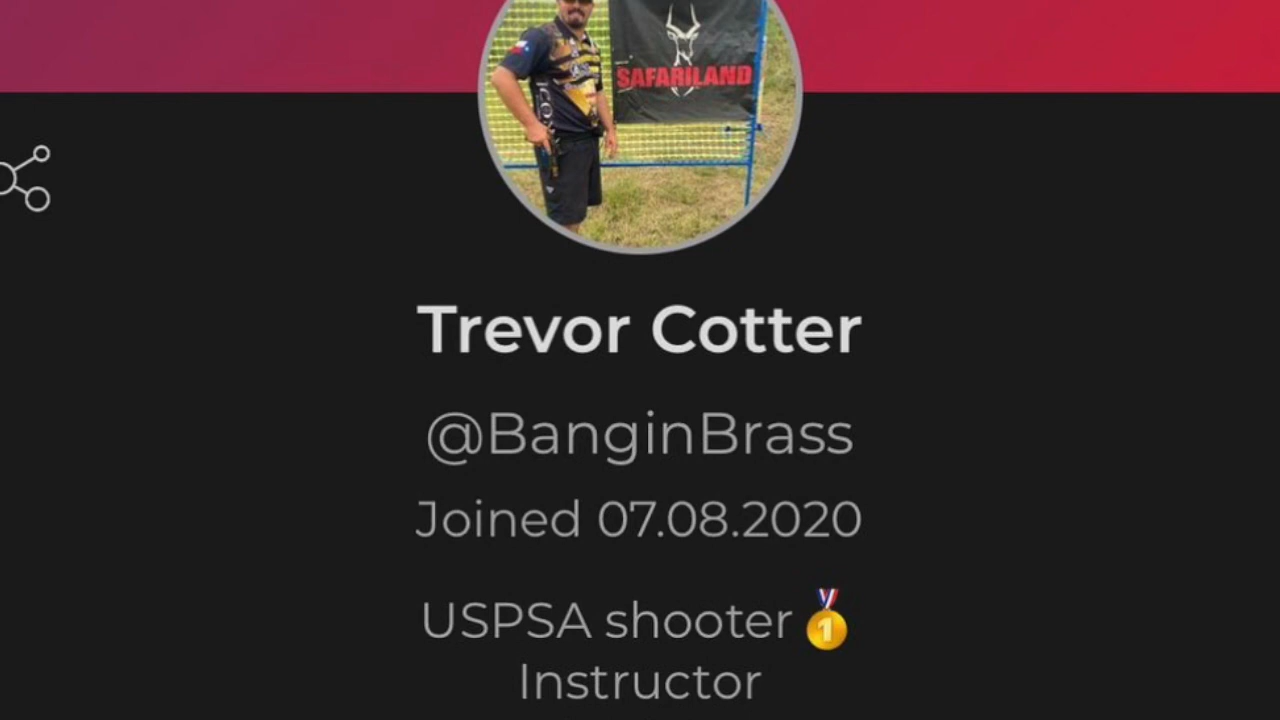 SAFARILAND
Trevor Cotter
@BanginBrass
Joined 07.08.2020
USPSA shooter🥇
Instructor